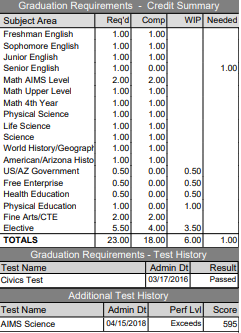 Graduation Requirements - Credit Summary
Subject Area Req'd Comp WIP Needed
Freshman English 1.00 1.00
Sophomore English 1.00 1.00
Junior English 1.00 1.00
Senior English 1.00 0.00 1.00
Math AIMS Level 2.00 2.00
Math Upper Level 1.00 1.00
Math 4th Year 1.00 1.00
Physical Science 1.00 1.00
Life Science 1.00 1.00
Science 1.00 1.00
World History/Geograph 1.00 1.00
American/Arizona Histo 1.00 1.00
US/AZ Government 0.50 0.00 0.50
Free Enterprise 0.50 0.00 0.50
Health Education 0.50 0.00 0.50
Physical Education 1.00 0.00 1.00
Fine Arts/CTE 2.00 2.00
Elective 5.50 4.00 3.50
TOTALS 23.00 18.00 6.00 1.00
Graduation Requirements - Test History
Test Name Admin Dt Result
Civics Test 03/17/2016 Passed
Additional Test History
Test Name Admin Dt Perf Lvl Score
AIMS Science 04/15/2018 Exceeds 595